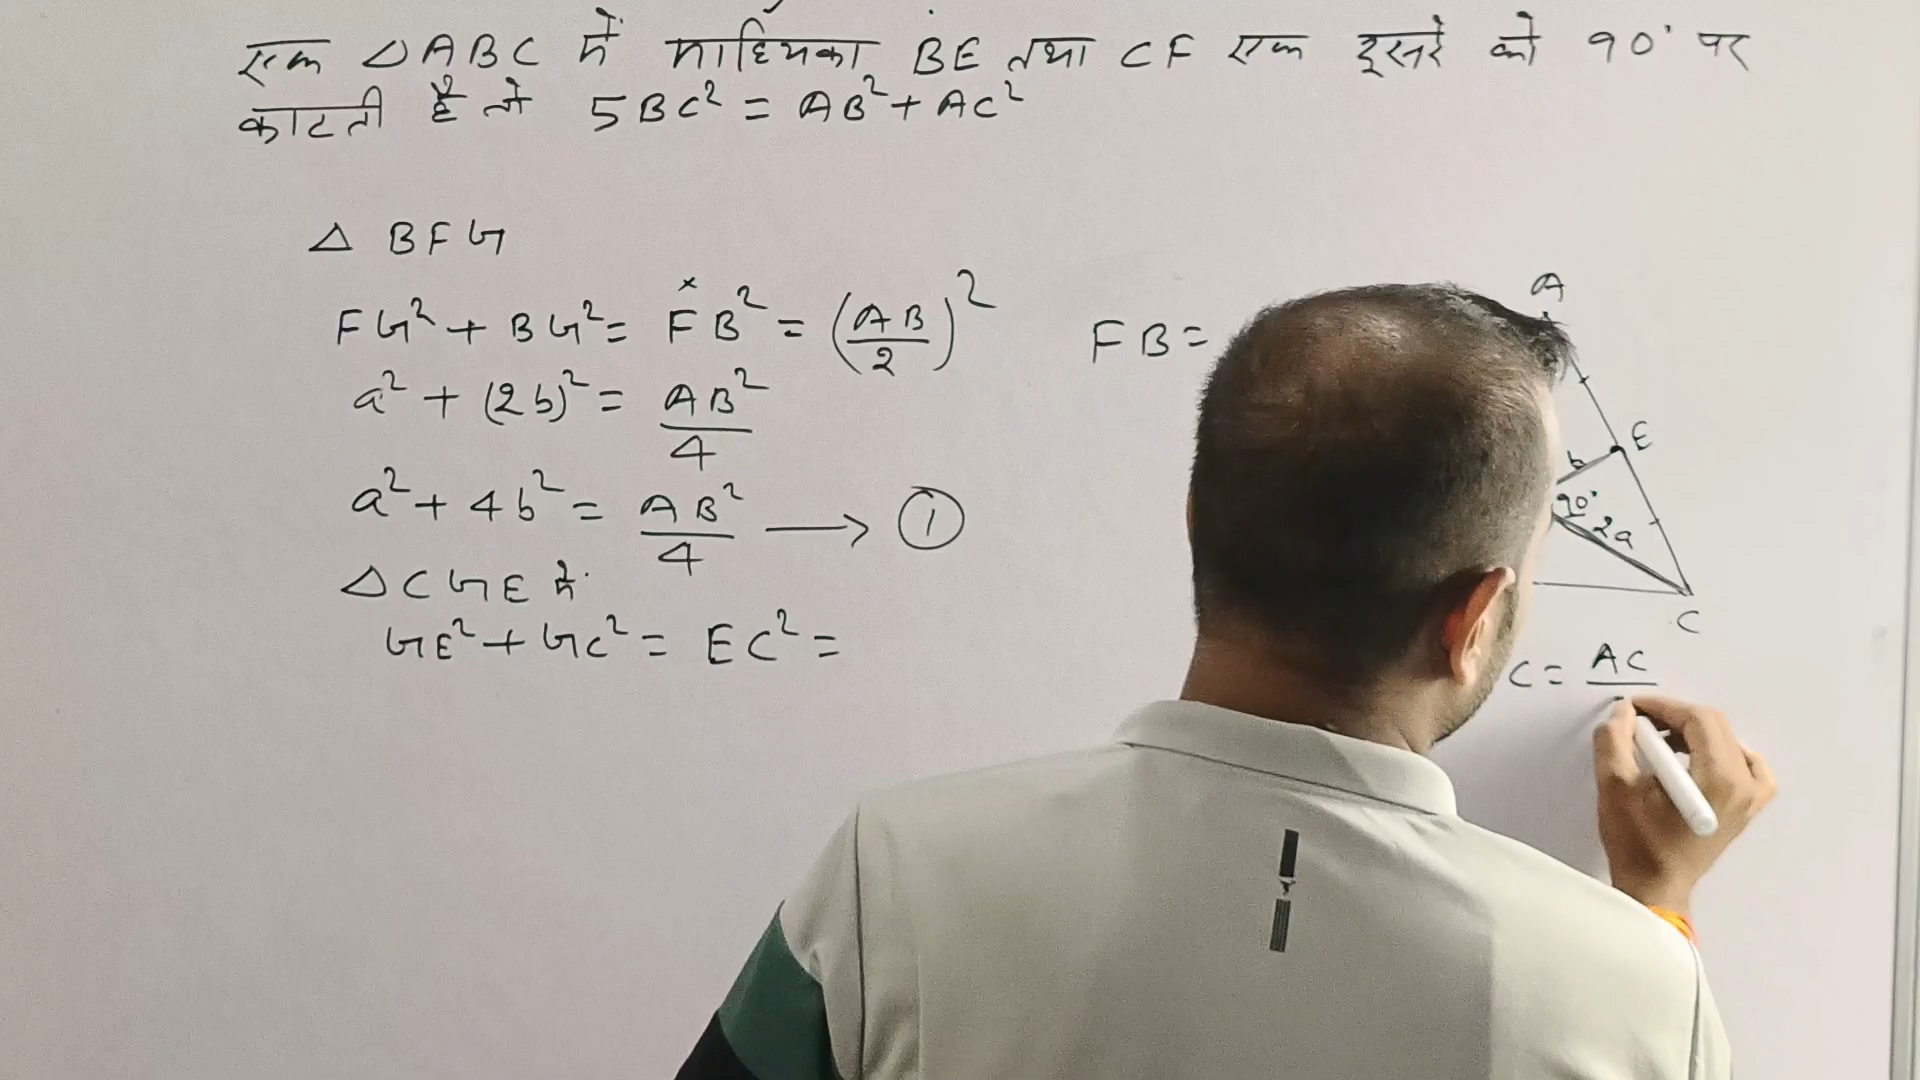 एक △ABC में माध्यिका BE तथा CF एक दूसरे को 90° पर
काटती है तो 5BC² = AB² + AC²
△ BFG
FG² + BG² = FB² = (AB/2)²
a² + (2b)² = AB²/4
a² + 4b² = AB²/4 → ①
△CGE में
GE² + GC² = EC² =
FB =
A
E
b
90°
2a
C
C = AC